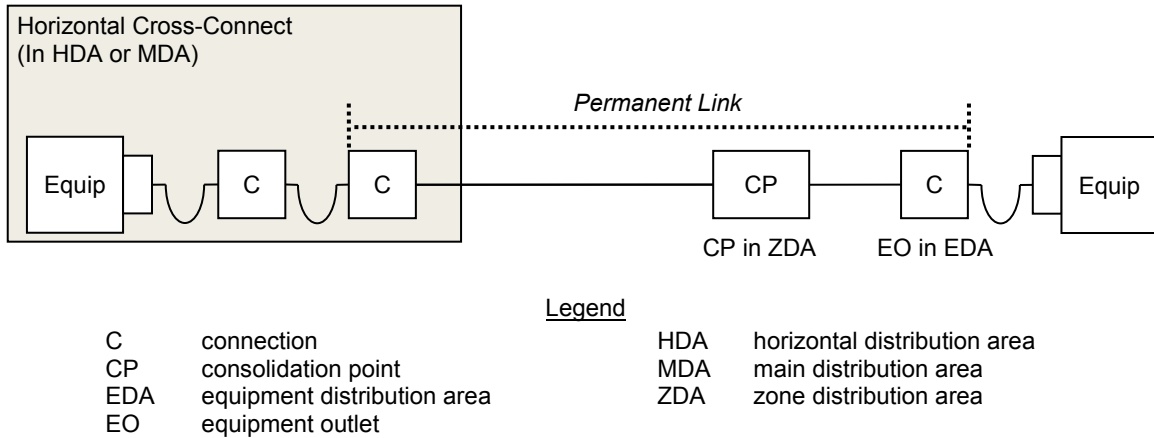 Horizontal Cross-Connect
(In HDA or MDA)
Permanent Link
Equip
C
C
CP
C
Equip
CP in ZDA
EO in EDA
Legend
C connection
CP consolidation point
EDA equipment distribution area
EO equipment outlet
HDA horizontal distribution area
MDA main distribution area
ZDA zone distribution area